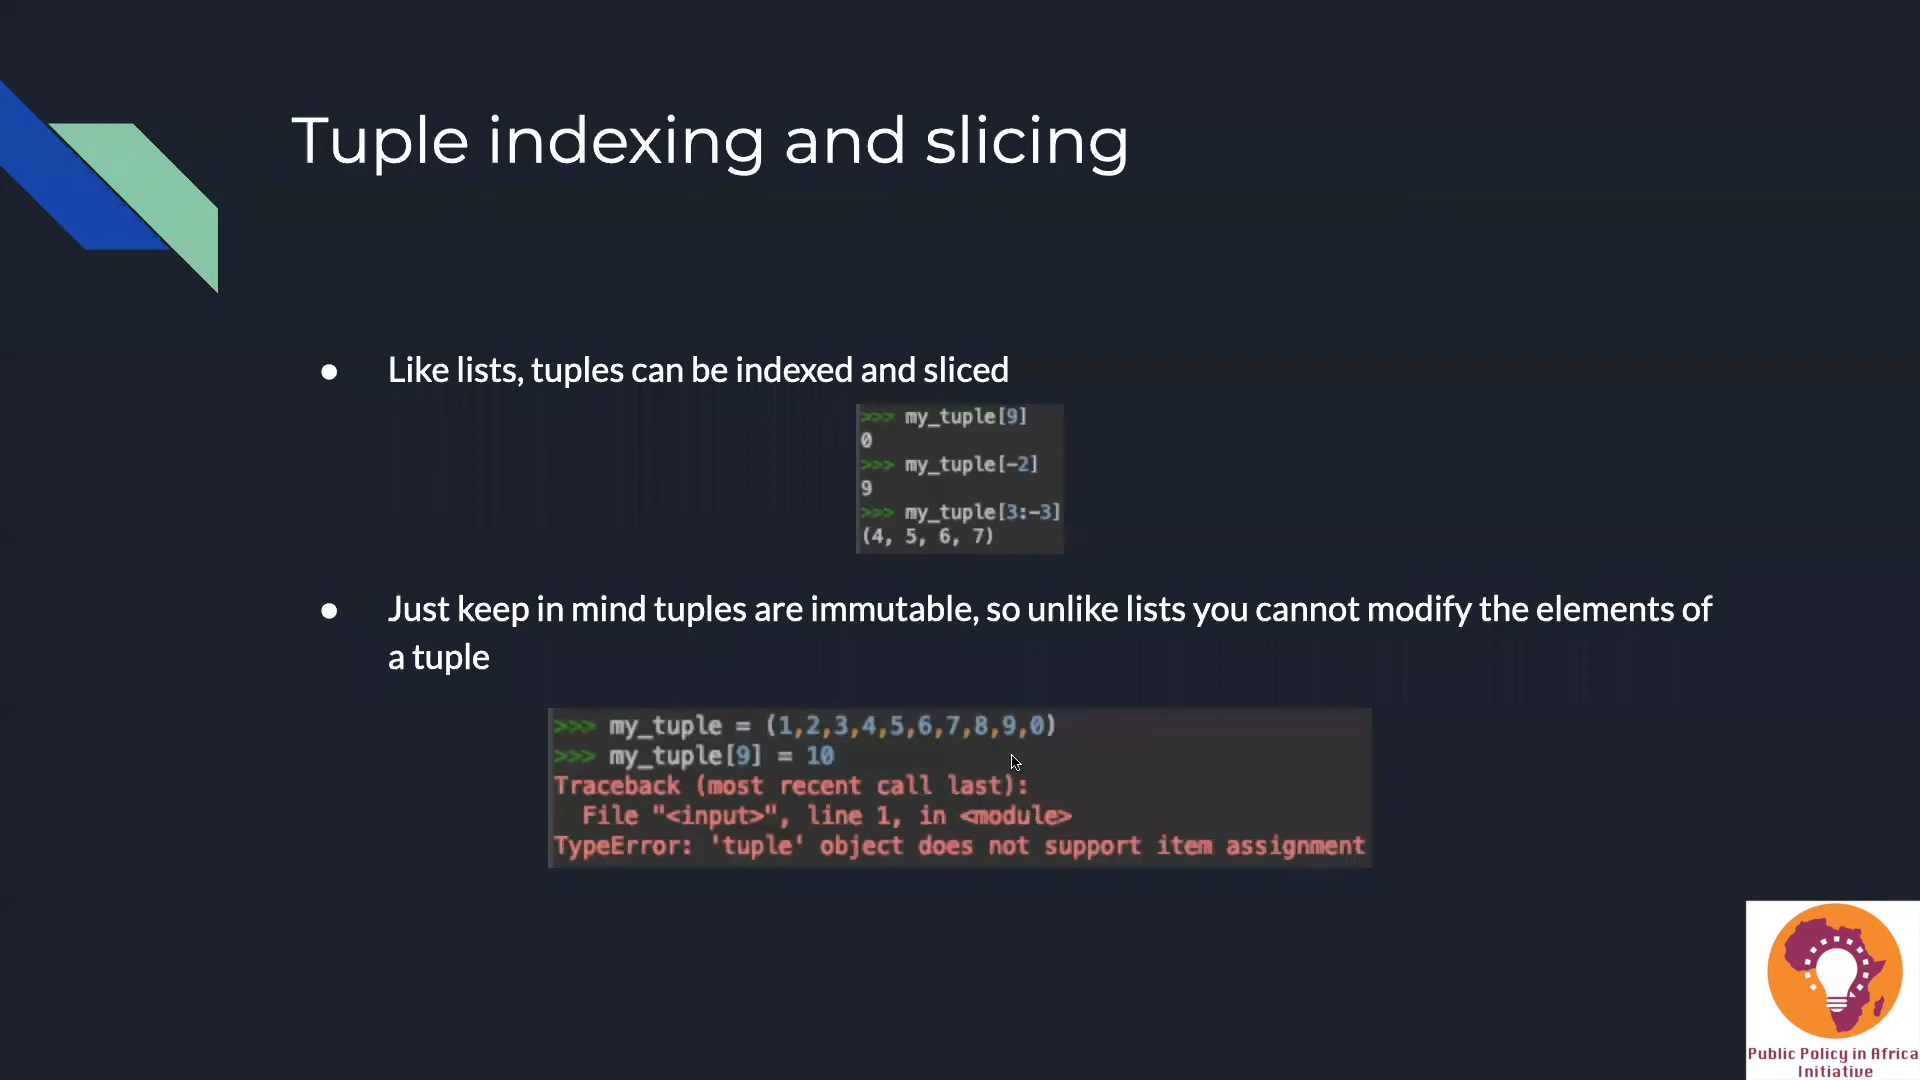 Tuple indexing and slicing
● Like lists, tuples can be indexed and sliced
>>> my_tuple[9]
0
>>> my_tuple[-2]
9
>>> my_tuple[3:-3]
(4, 5, 6, 7)
● Just keep in mind tuples are immutable, so unlike lists you cannot modify the elements of
a tuple
>>> my_tuple = (1,2,3,4,5,6,7,8,9,0)
>>> my_tuple[9] = 10
Traceback (most recent call last):
  File "<input>", line 1, in <module>
TypeError: 'tuple' object does not support item assignment
Public Policy in Africa
Initiative